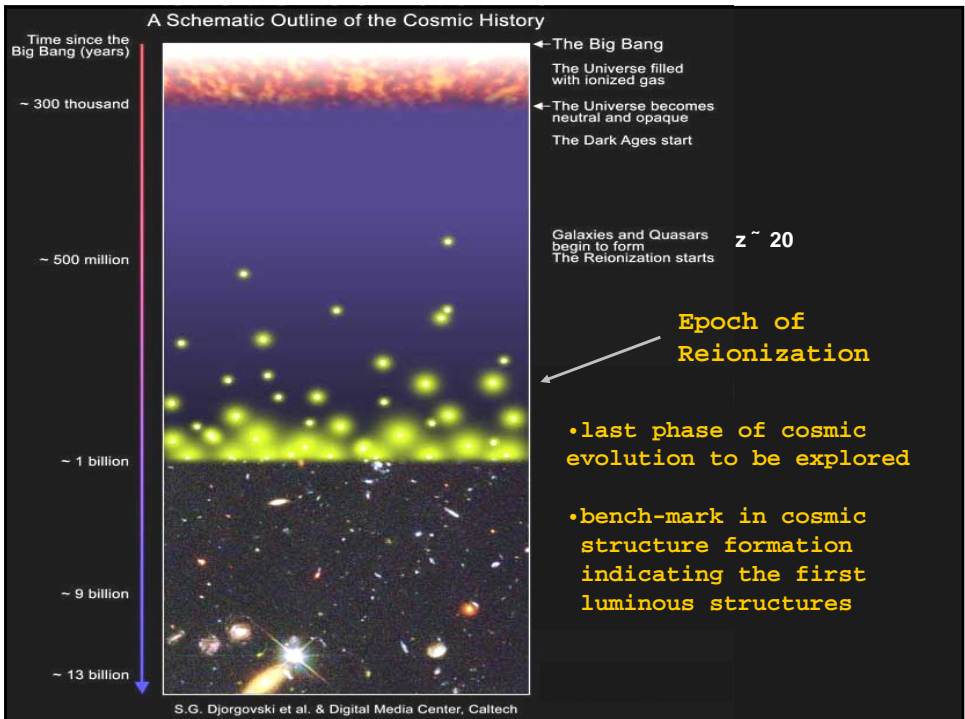 A Schematic Outline of the Cosmic History
Time since the
Big Bang (years)
~ 300 thousand
~ 500 million
~ 1 billion
~ 9 billion
~ 13 billion
The Big Bang
The Universe filled
with ionized gas
The Universe becomes
neutral and opaque
The Dark Ages start
Galaxies and Quasars
begin to form
The Reionization starts
z ~ 20
Epoch of
Reionization
•last phase of cosmic
evolution to be explored
•bench-mark in cosmic
structure formation
indicating the first
luminous structures
S.G. Djorgovski et al. & Digital Media Center, Caltech